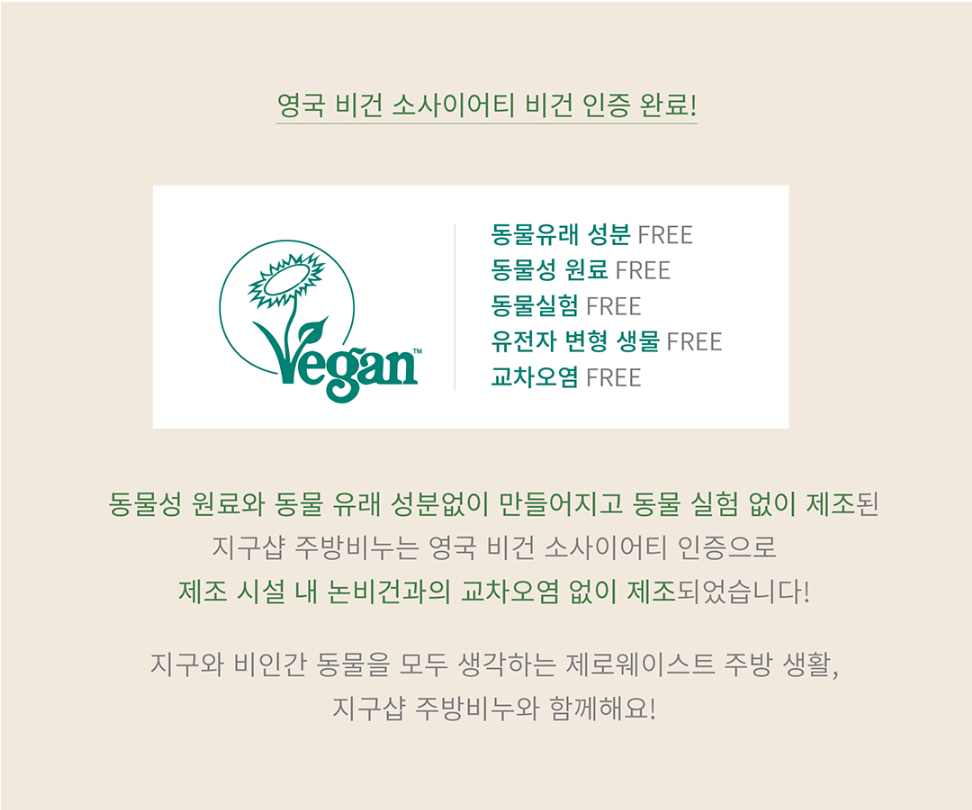 영국 비건 소사이어티 비건 인증 완료!
Vegan™
동물유래 성분 FREE
동물성 원료 FREE
동물실험 FREE
유전자 변형 생물 FREE
교차오염 FREE
동물성 원료와 동물 유래 성분없이 만들어지고 동물 실험 없이 제조된
지구샵 주방비누는 영국 비건 소사이어티 인증으로
제조 시설 내 논비건과의 교차오염 없이 제조되었습니다!
지구와 비인간 동물을 모두 생각하는 제로웨이스트 주방 생활,
지구샵 주방비누와 함께해요!